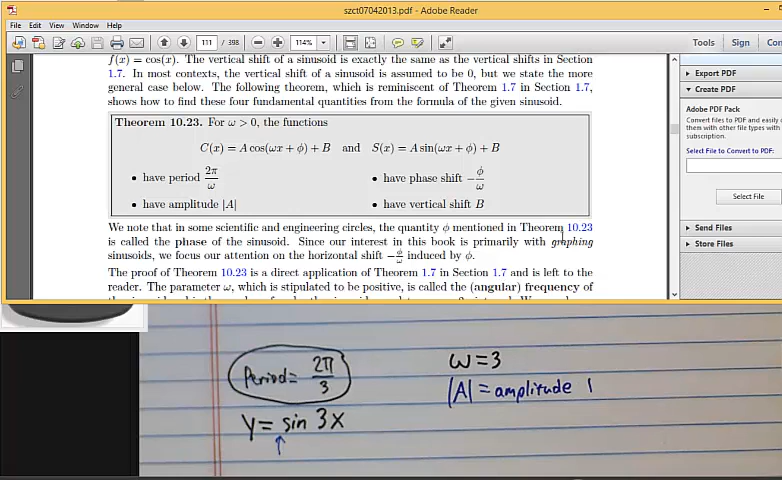 szct07042013.pdf - Adobe Reader
File Edit View Window Help
111 / 398 114% Tools Sign Con
f(x) = cos(x). The vertical shift of a sinusoid is exactly the same as the vertical shifts in Section
1.7. In most contexts, the vertical shift of a sinusoid is assumed to be 0, but we state the more
general case below. The following theorem, which is reminiscent of Theorem 1.7 in Section 1.7,
shows how to find these four fundamental quantities from the formula of the given sinusoid.
Theorem 10.23. For ω > 0, the functions
C(x) = A cos(ωx + ϕ) + B and S(x) = A sin(ωx + ϕ) + B
• have period 2π/ω • have phase shift −ϕ/ω
• have amplitude |A| • have vertical shift B
We note that in some scientific and engineering circles, the quantity ϕ mentioned in Theorem 10.23
is called the phase of the sinusoid. Since our interest in this book is primarily with graphing
sinusoids, we focus our attention on the horizontal shift −ϕ/ω induced by ϕ.
The proof of Theorem 10.23 is a direct application of Theorem 1.7 in Section 1.7 and is left to the
reader. The parameter ω, which is stipulated to be positive, is called the (angular) frequency of
Export PDF
Create PDF
Adobe PDF Pack
Convert files to PDF and easily c
them with other file types with
subscription.
Select File to Convert to PDF:
Select File
Send Files
Store Files
Period = 2π/3
y = sin 3x
ω = 3
|A| = amplitude 1